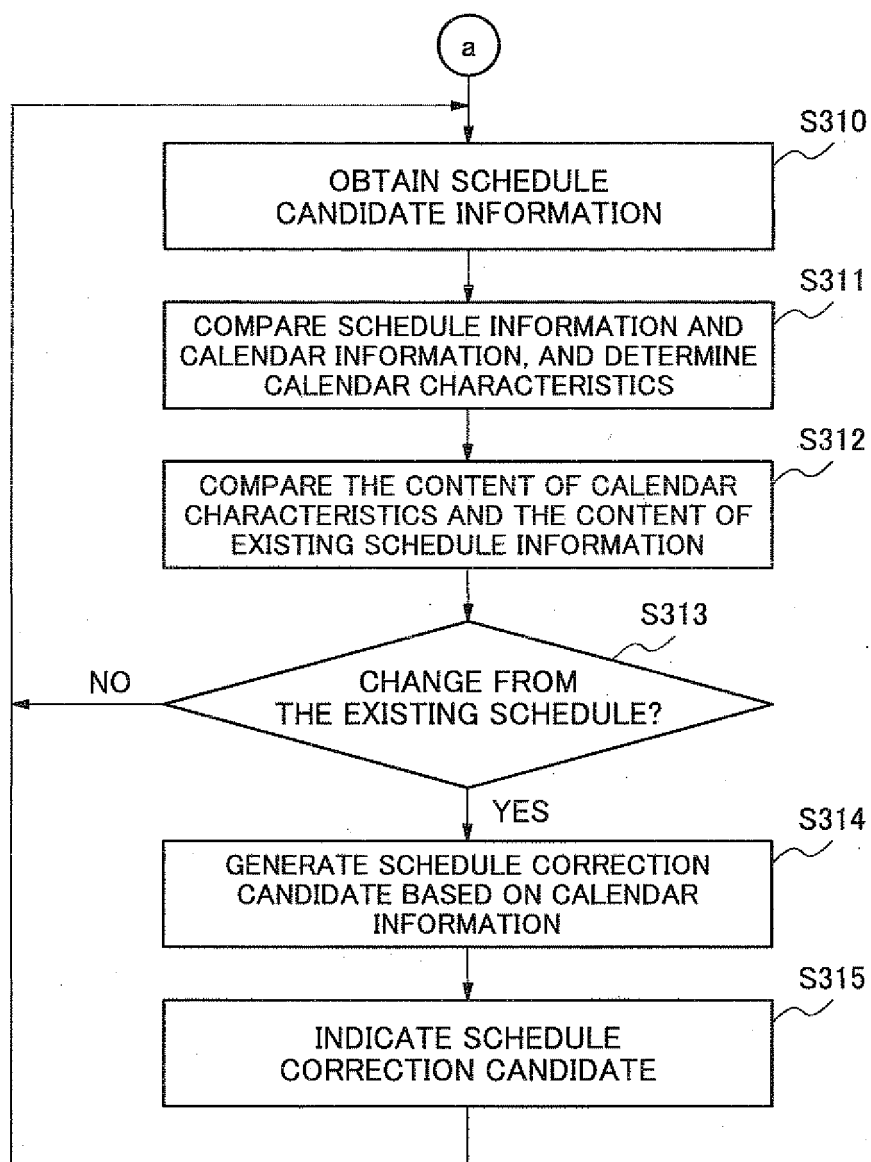 a
S310
OBTAIN SCHEDULE
CANDIDATE INFORMATION
S311
COMPARE SCHEDULE INFORMATION AND
CALENDAR INFORMATION, AND DETERMINE
CALENDAR CHARACTERISTICS
S312
COMPARE THE CONTENT OF CALENDAR
CHARACTERISTICS AND THE CONTENT OF
EXISTING SCHEDULE INFORMATION
S313
NO
CHANGE FROM
THE EXISTING SCHEDULE?
YES
S314
GENERATE SCHEDULE CORRECTION
CANDIDATE BASED ON CALENDAR
INFORMATION
S315
INDICATE SCHEDULE
CORRECTION CANDIDATE